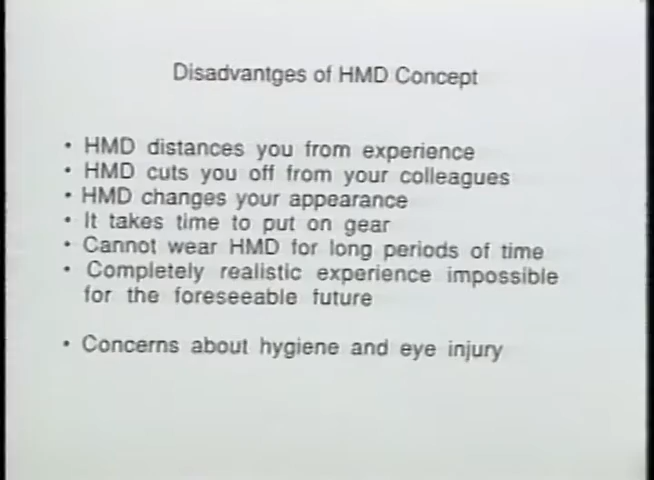 Disadvantges of HMD Concept
• HMD distances you from experience
• HMD cuts you off from your colleagues
• HMD changes your appearance
• It takes time to put on gear
• Cannot wear HMD for long periods of time
• Completely realistic experience impossible
for the foreseeable future
• Concerns about hygiene and eye injury